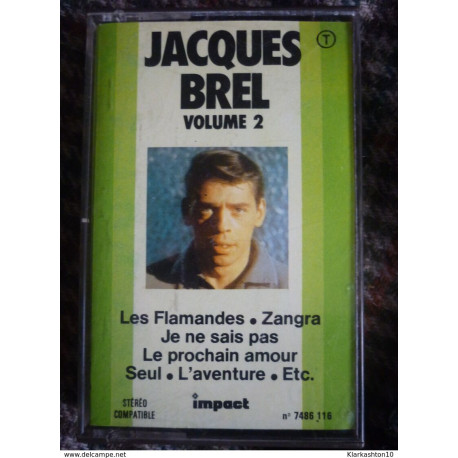 JACQUES
T
BREL
VOLUME 2
Les Flamandes • Zangra
Je ne sais pas
Le prochain amour
Seul • L'aventure • Etc.
STÉRÉO
COMPATIBLE
impact
n° 7486 116
www.delcampe.net
Klarkashton10